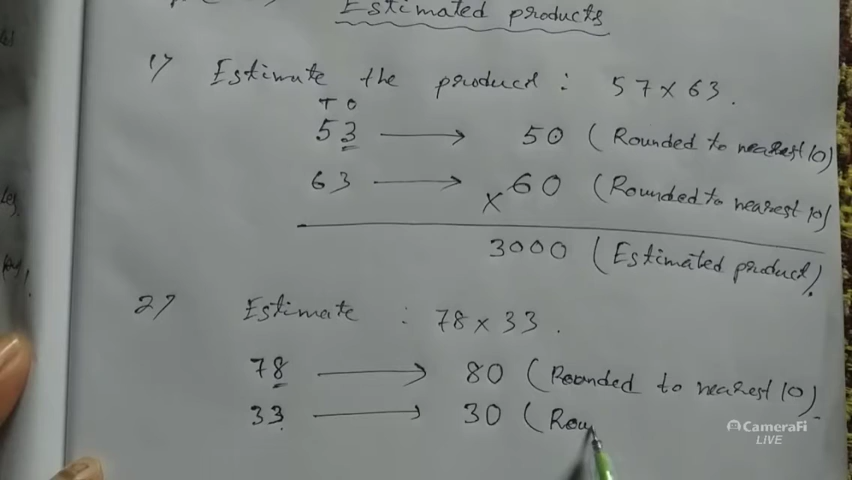 Estimated products
1) Estimate the product : 57 x 63.
T O
53 → 50 (Rounded to nearest 10)
63 → x 60 (Rounded to nearest 10)
3000 (Estimated product).
2) Estimate : 78 x 33.
78 → 80 (Rounded to nearest 10).
33 → 30 (Rou
CameraFi
LIVE